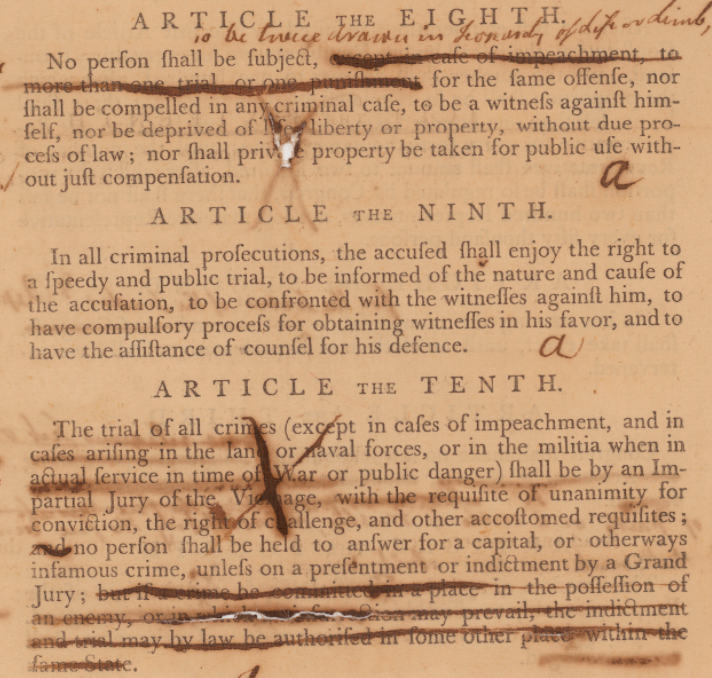 ARTICLE THE EIGHTH.
to be twice drawn in jeopardy of life or limb,
No perſon ſhall be ſubject, except in caſe of impeachment, to
more than one trial, or one puniſhment for the ſame offenſe, nor
ſhall be compelled in any criminal caſe, to be a witneſs againſt him-
ſelf, nor be deprived of life, liberty or property, without due pro-
ceſs of law; nor ſhall private property be taken for public uſe with-
out juſt compenſation.
a
ARTICLE THE NINTH.
In all criminal proſecutions, the accuſed ſhall enjoy the right to
a ſpeedy and public trial, to be informed of the nature and cauſe of
the accuſation, to be confronted with the witneſſes againſt him, to
have compulſory proceſs for obtaining witneſſes in his favor, and to
have the aſſiſtance of counſel for his defence.
a
ARTICLE THE TENTH.
The trial of all crimes (except in caſes of impeachment, and in
caſes ariſing in the land or naval forces, or in the militia when in
actual ſervice in time of War or public danger) ſhall be by an Im-
partial Jury of the Vicinage, with the requiſite of unanimity for
conviction, the right of challenge, and other accoſtomed requiſites;
and no perſon ſhall be held to anſwer for a capital, or otherways
infamous crime, unleſs on a preſentment or indictment by a Grand
Jury; but if a crime be committed in a place in the poſſeſſion of
an enemy, or in which an inſurrection may prevail, the indictment
and trial may by law be authoriſed in ſome other place within the
ſame State.